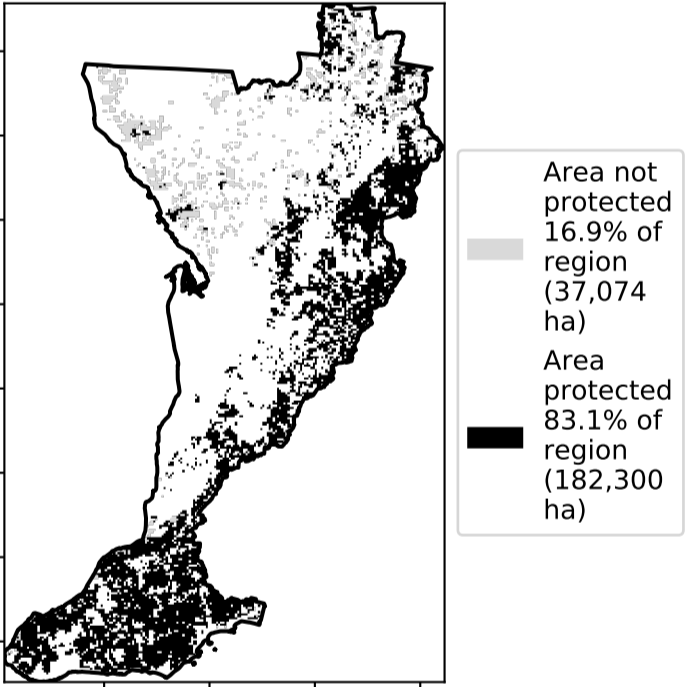 Area not
protected
16.9% of
region
(37,074
ha)
Area
protected
83.1% of
region
(182,300
ha)